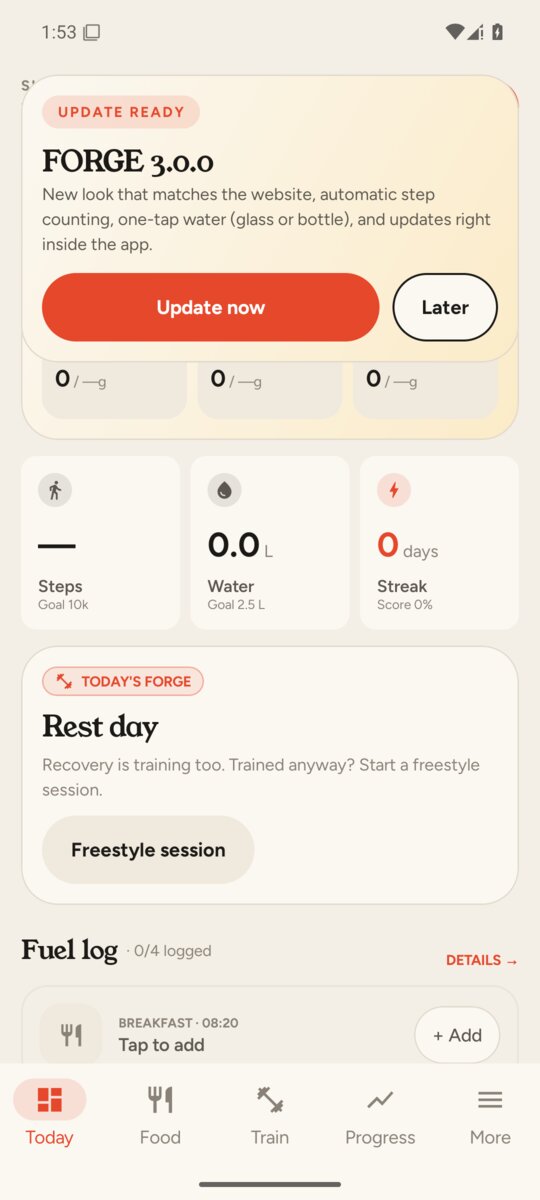 1:53
UPDATE READY
FORGE 3.0.0
New look that matches the website, automatic step
counting, one-tap water (glass or bottle), and updates right
inside the app.
Update now
Later
0 / —g
0 / —g
0 / —g
—
0.0 L
0 days
Steps
Water
Streak
Goal 10k
Goal 2.5 L
Score 0%
TODAY'S FORGE
Rest day
Recovery is training too. Trained anyway? Start a freestyle
session.
Freestyle session
Fuel log · 0/4 logged
DETAILS →
BREAKFAST · 08:20
Tap to add
+ Add
Today
Food
Train
Progress
More